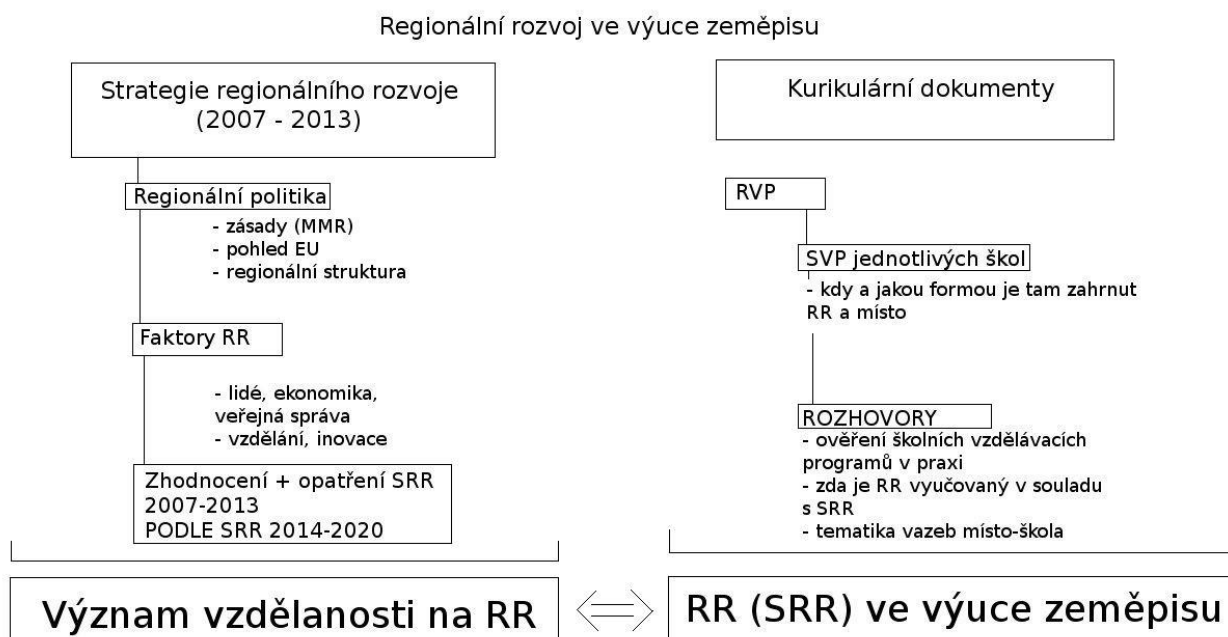 Regionální rozvoj ve výuce zeměpisu
Strategie regionálního rozvoje
(2007 - 2013)
Regionální politika
- zásady (MMR)
- pohled EU
- regionální struktura
Faktory RR
- lidé, ekonomika,
veřejná správa
- vzdělání, inovace
Zhodnocení + opatření SRR
2007-2013
PODLE SRR 2014-2020
Význam vzdělanosti na RR
Kurikulární dokumenty
RVP
SVP jednotlivých škol
- kdy a jakou formou je tam zahrnut
RR a místo
ROZHOVORY
- ověření školních vzdělávacích
programů v praxi
- zda je RR vyučovaný v souladu
s SRR
- tematika vazeb místo-škola
RR (SRR) ve výuce zeměpisu